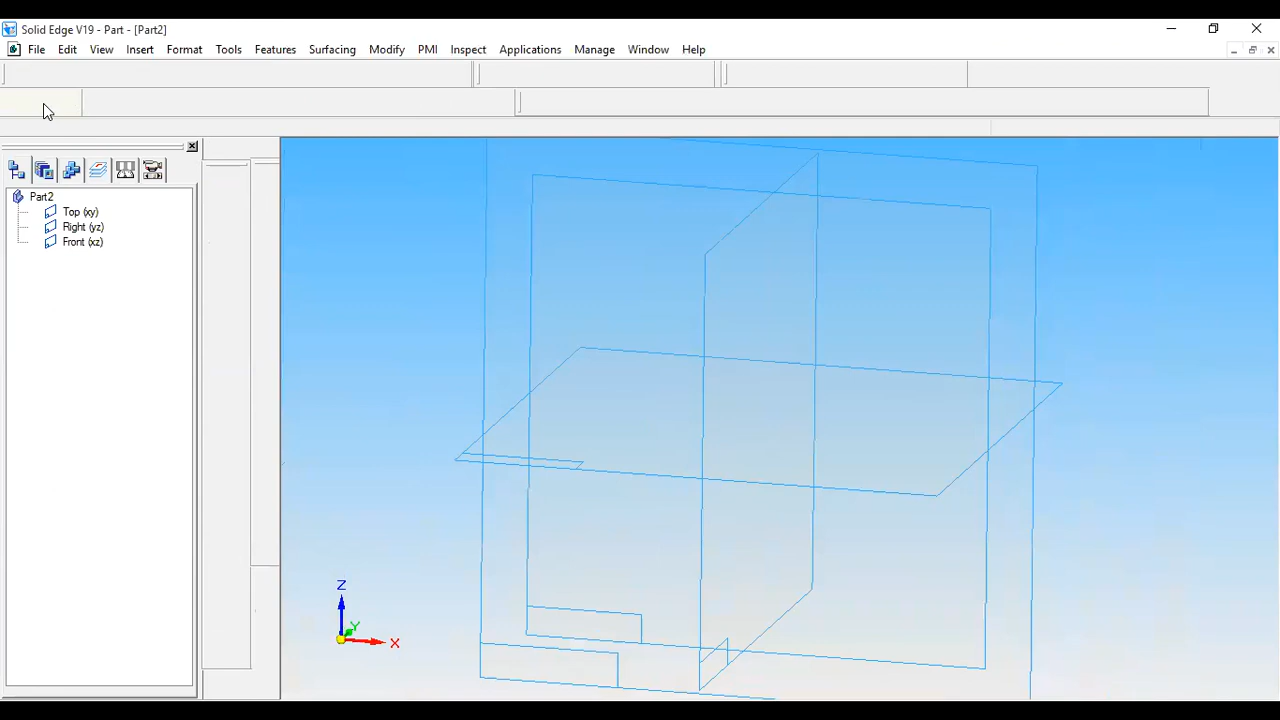 Solid Edge V19 - Part - [Part2]
File Edit View Insert Format Tools Features Surfacing Modify PMI Inspect Applications Manage Window Help
Part2
Top (xy)
Right (yz)
Front (xz)
Z
Y
X